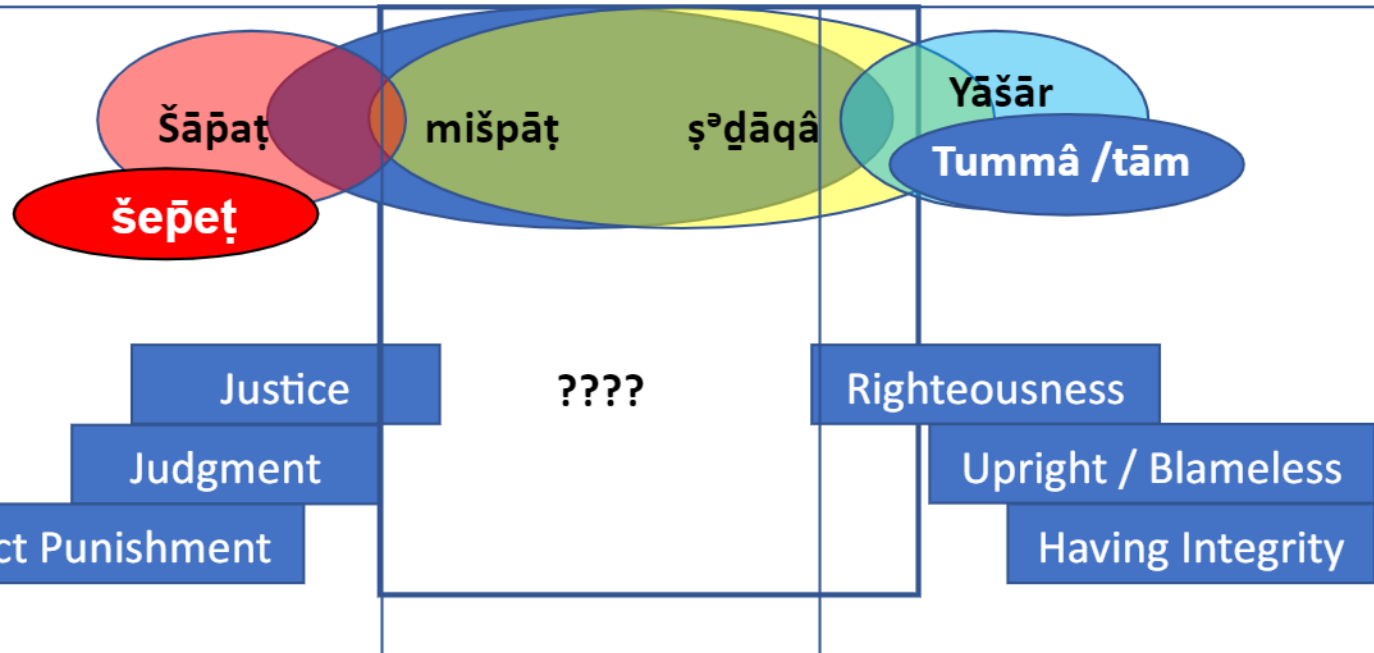 Šāp̄aṭ mišpāṭ ṣᵊḏāqâ Yāšār
Tummâ /tām
šep̄eṭ
Justice ???? Righteousness
Judgment Upright / Blameless
ct Punishment Having Integrity